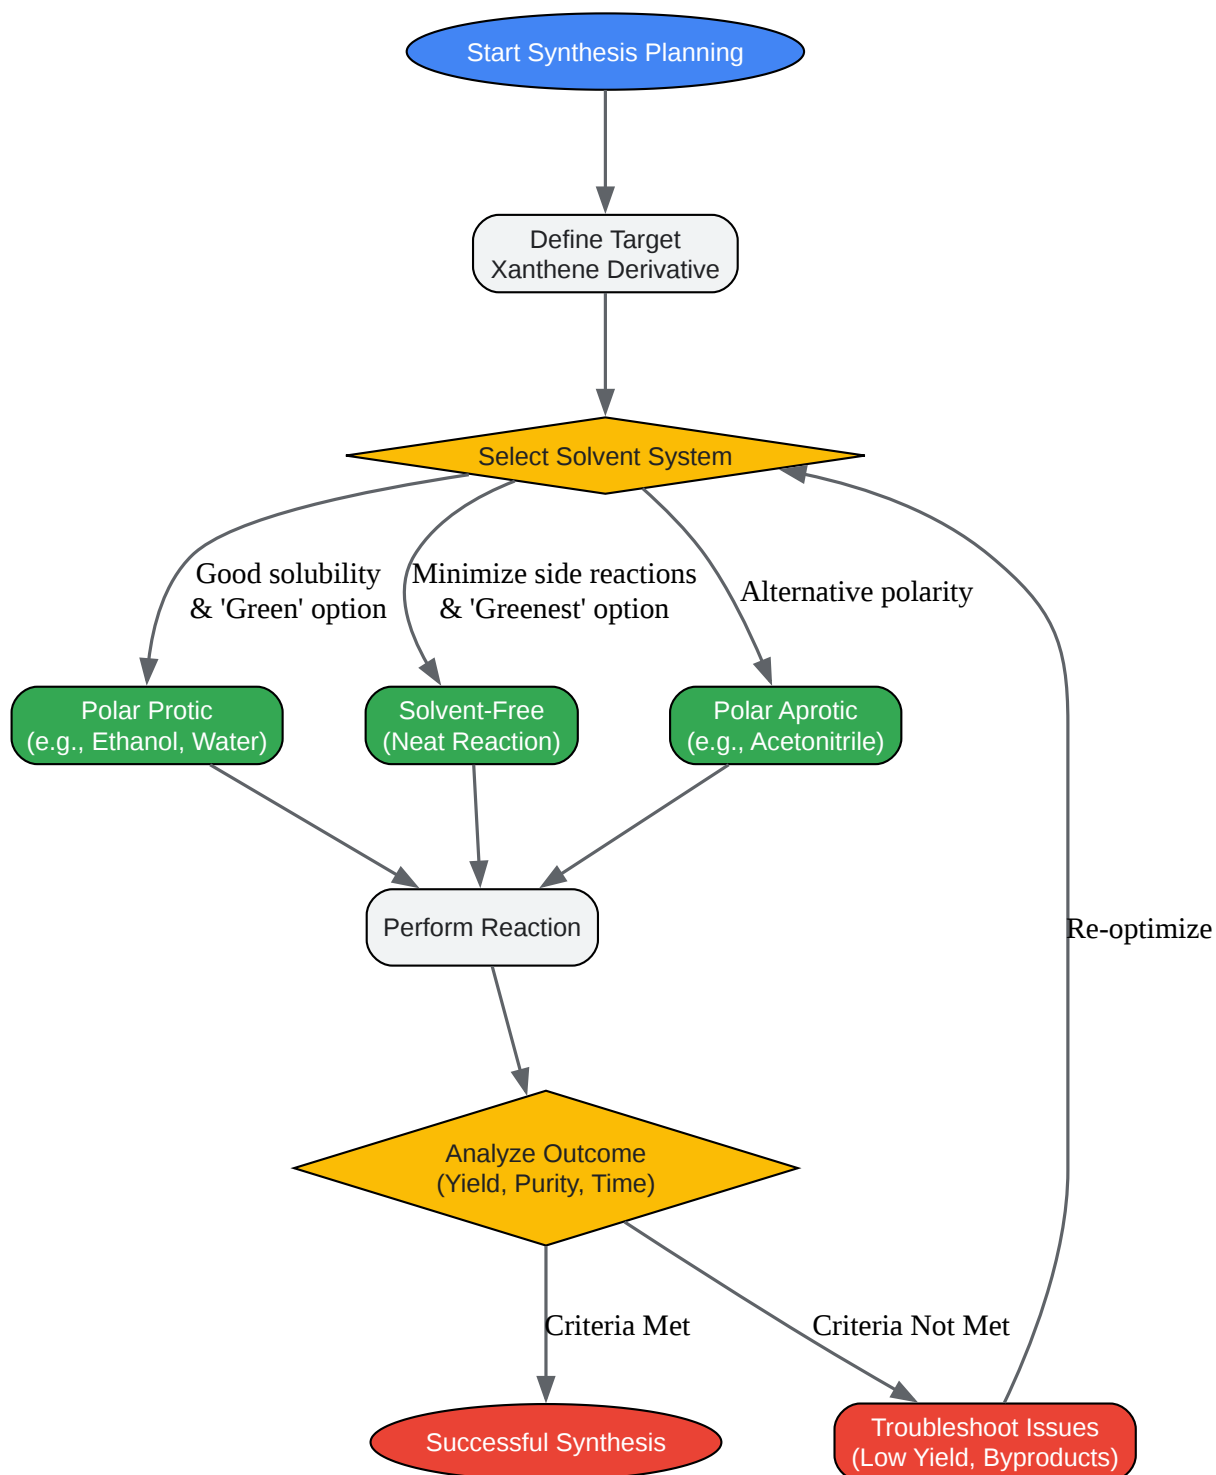 Start Synthesis Planning
Define Target
Xanthene Derivative
Select Solvent System
Good solubility
& 'Green' option
Minimize side reactions
& 'Greenest' option
Alternative polarity
Polar Protic
(e.g., Ethanol, Water)
Solvent-Free
(Neat Reaction)
Polar Aprotic
(e.g., Acetonitrile)
Perform Reaction
Re-optimize
Analyze Outcome
(Yield, Purity, Time)
Criteria Met
Criteria Not Met
Successful Synthesis
Troubleshoot Issues
(Low Yield, Byproducts)